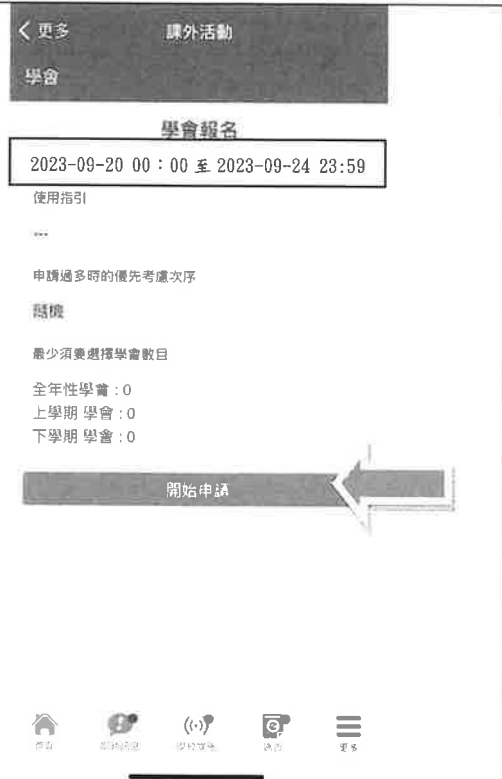 更多
課外活動
學會
學會報名
2023-09-20 00：00 至 2023-09-24 23:59
使用指引
---
申請過多時的優先考慮次序
隨機
最少須要選擇學會數目
全年性學會 : 0
上學期 學會 : 0
下學期 學會 : 0
開始申請
首頁
更多